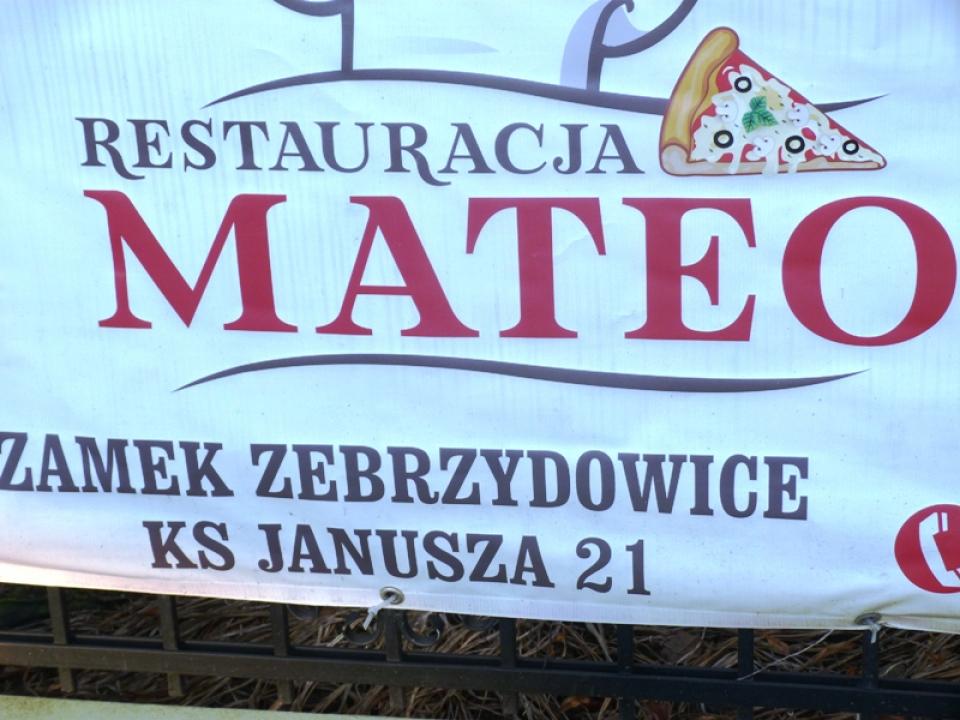 RESTAURACJA
MATEO
ZAMEK ZEBRZYDOWICE
KS JANUSZA 21